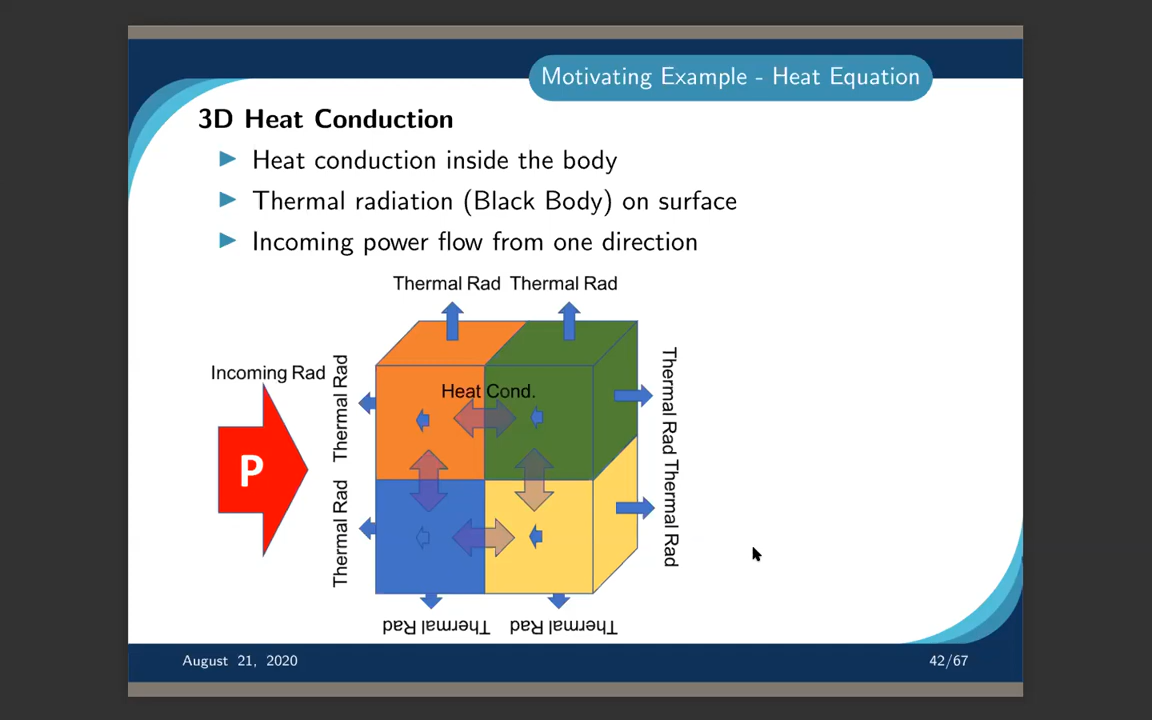 Motivating Example - Heat Equation
3D Heat Conduction
Heat conduction inside the body
Thermal radiation (Black Body) on surface
Incoming power flow from one direction
Thermal Rad Thermal Rad
Incoming Rad
Thermal Rad
Heat Cond.
Thermal Rad
P
Thermal Rad
Thermal Rad
Thermal Rad Thermal Rad
August 21, 2020
42/67